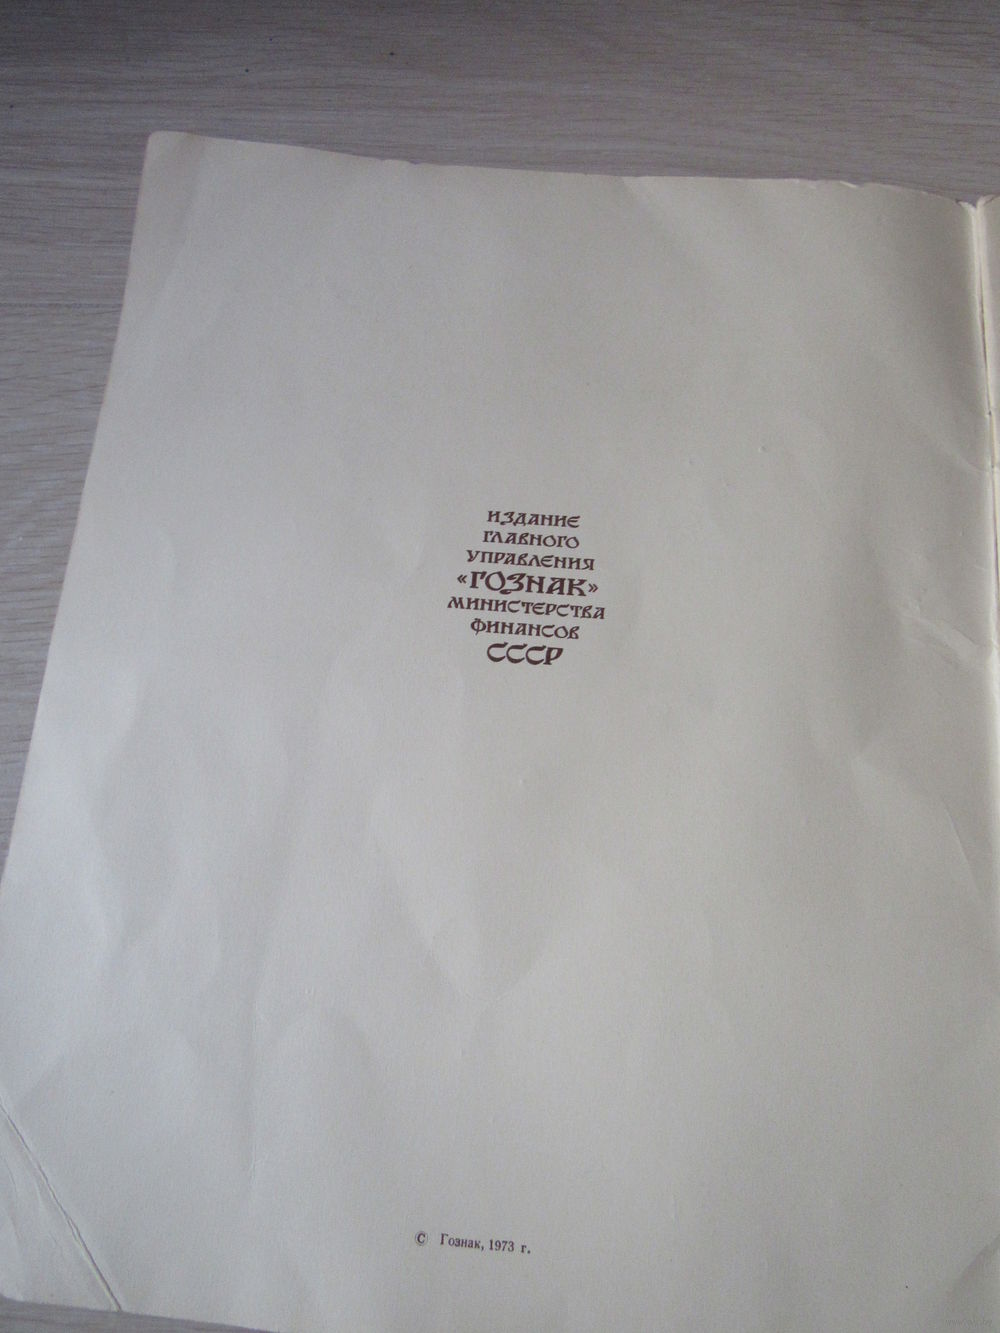 ИЗДАНИЕ
ГЛАВНОГО
УПРАВЛЕНИЯ
«ГОЗНАК»
МИНИСТЕРСТВА
ФИНАНСОВ
СССР
© Гознак, 1973 г.